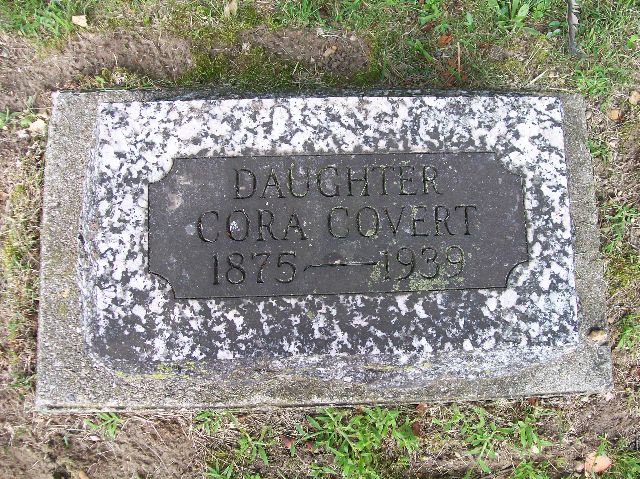 DAUGHTER
CORA COVERT
1875 — 1939